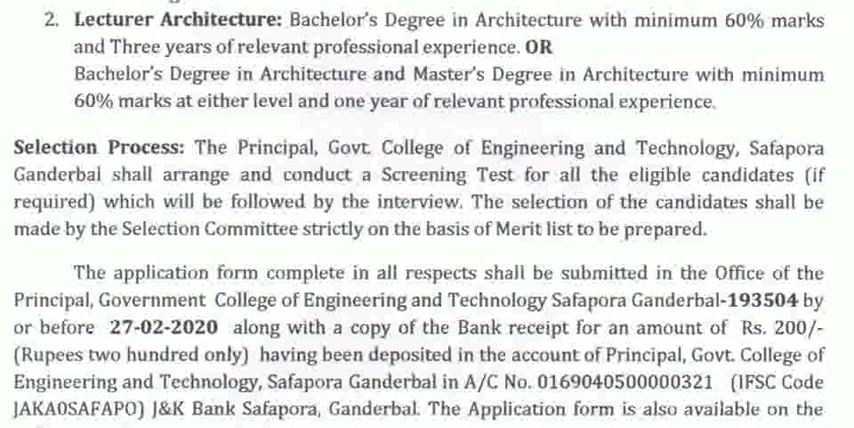 2. Lecturer Architecture: Bachelor's Degree in Architecture with minimum 60% marks
and Three years of relevant professional experience. OR
Bachelor's Degree in Architecture and Master's Degree in Architecture with minimum
60% marks at either level and one year of relevant professional experience.
Selection Process: The Principal, Govt. College of Engineering and Technology, Safapora
Ganderbal shall arrange and conduct a Screening Test for all the eligible candidates (if
required) which will be followed by the interview. The selection of the candidates shall be
made by the Selection Committee strictly on the basis of Merit list to be prepared.
The application form complete in all respects shall be submitted in the Office of the
Principal, Government College of Engineering and Technology Safapora Ganderbal-193504 by
or before 27-02-2020 along with a copy of the Bank receipt for an amount of Rs. 200/-
(Rupees two hundred only) having been deposited in the account of Principal, Govt. College of
Engineering and Technology, Safapora Ganderbal in A/C No. 0169040500000321 (IFSC Code
JAKA0SAFAPO) J&K Bank Safapora, Ganderbal. The Application form is also available on the